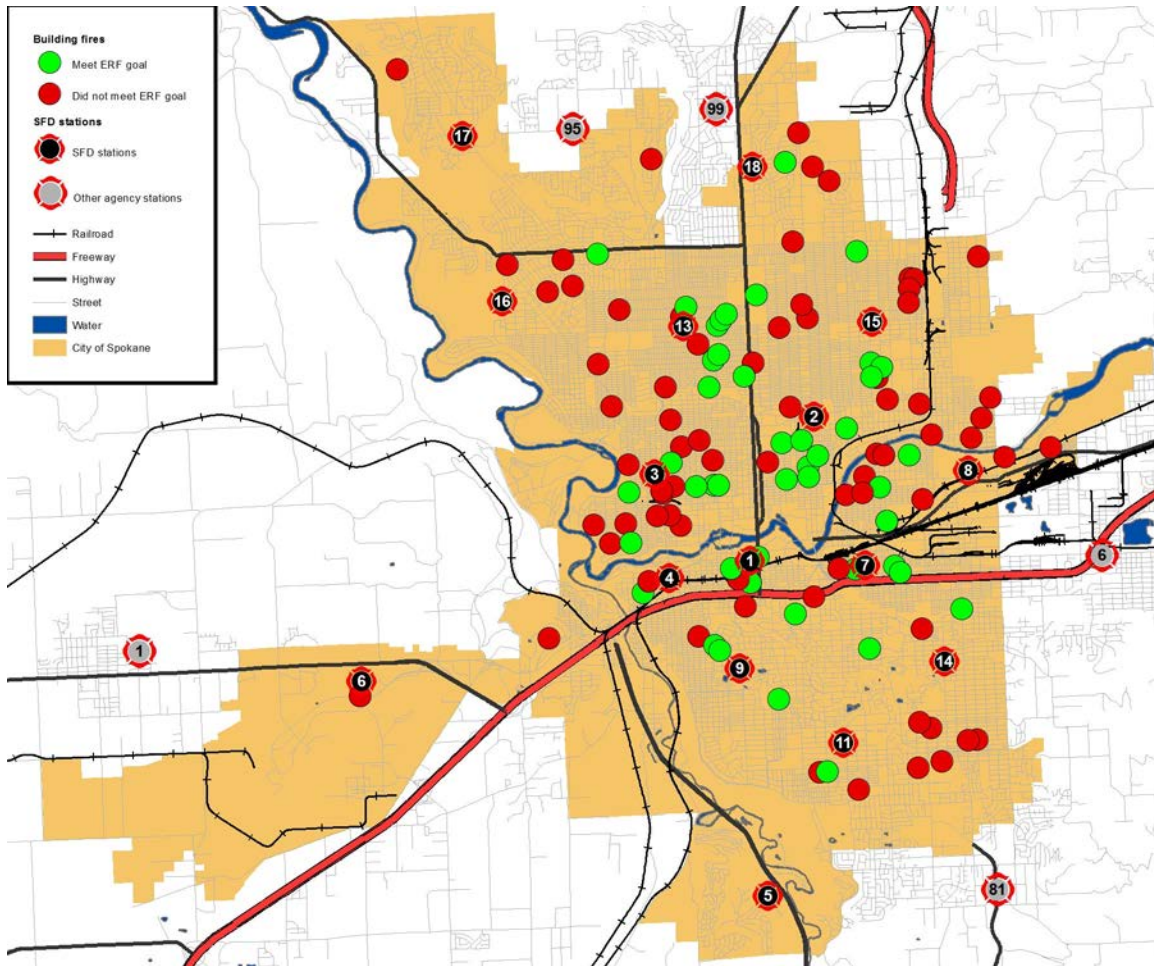 Building fires
Meet ERF goal
Did not meet ERF goal
SFD stations
SFD stations
Other agency stations
Railroad
Freeway
Highway
Street
Water
City of Spokane
99
95
17
18
16
13
15
2
3
8
1
6
7
4
1
14
9
6
11
81
5